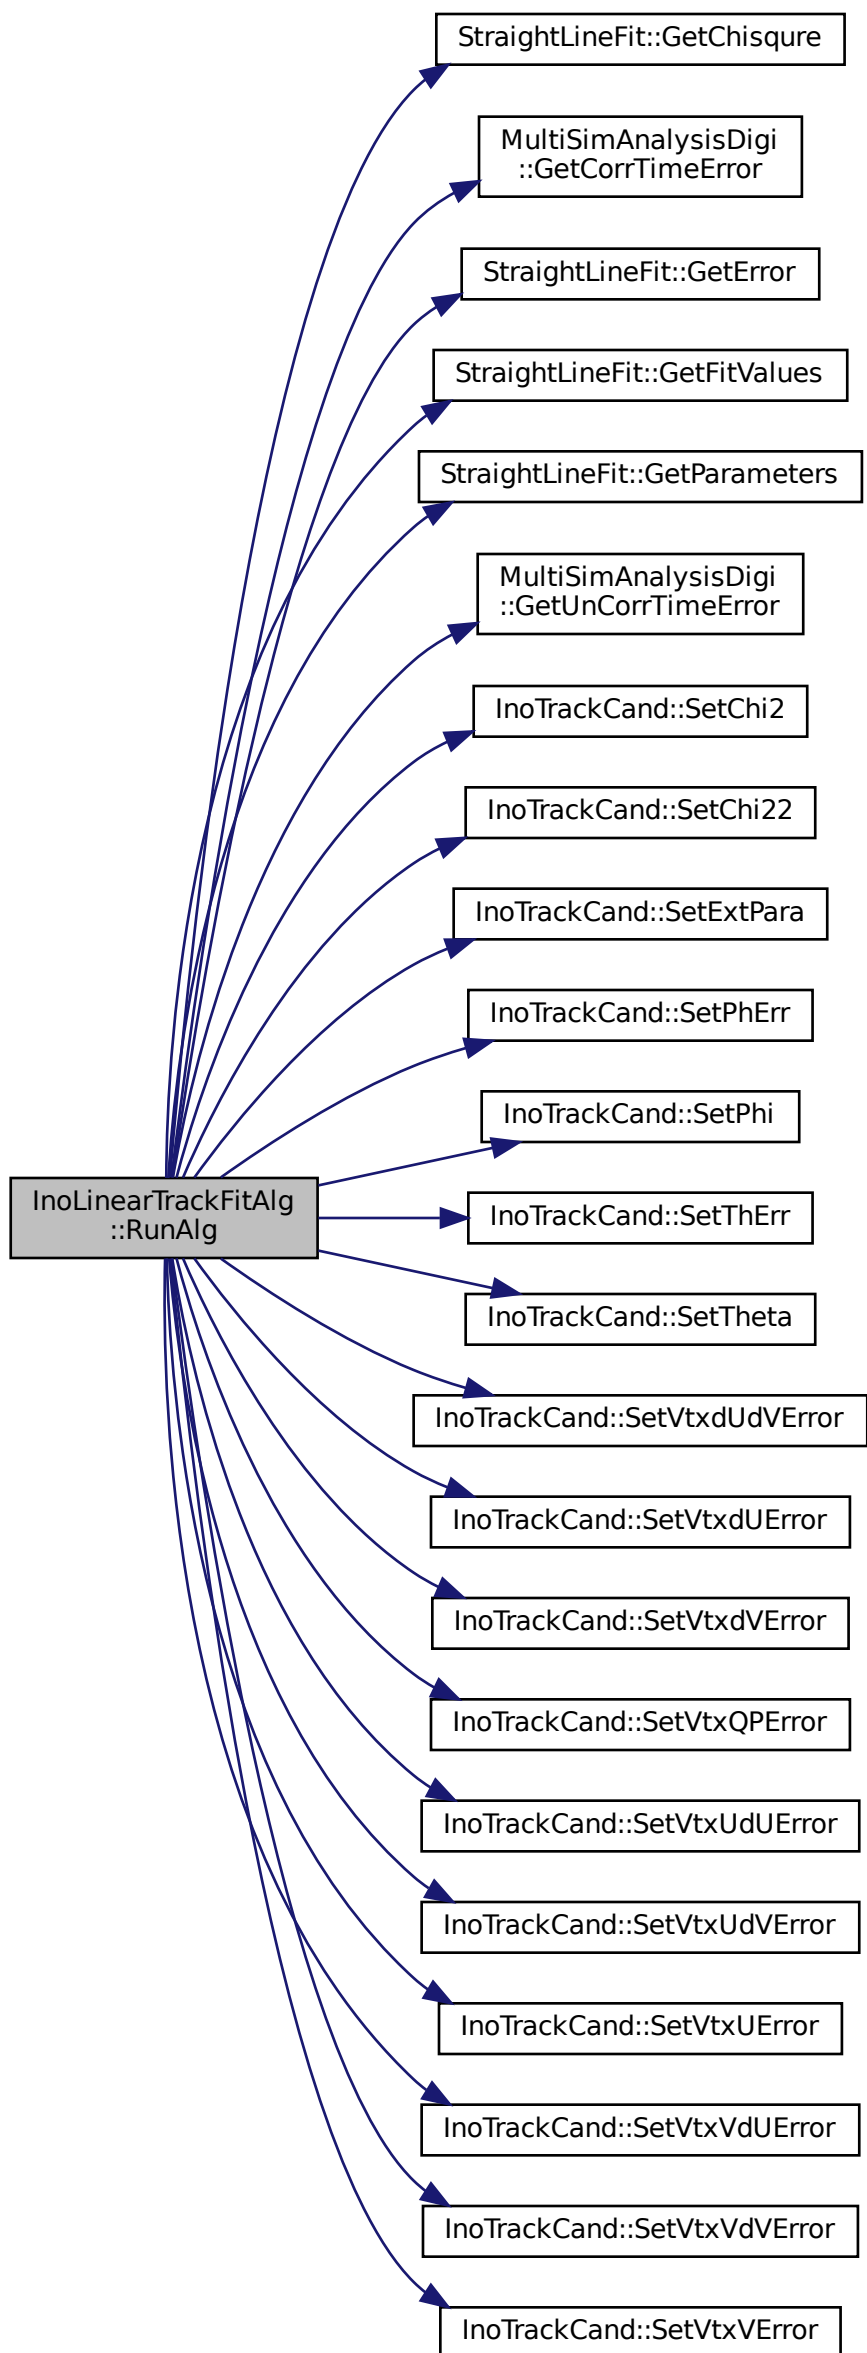 StraightLineFit::GetChisqure
MultiSimAnalysisDigi
::GetCorrTimeError
StraightLineFit::GetError
StraightLineFit::GetFitValues
StraightLineFit::GetParameters
MultiSimAnalysisDigi
::GetUnCorrTimeError
InoTrackCand::SetChi2
InoTrackCand::SetChi22
InoTrackCand::SetExtPara
InoTrackCand::SetPhErr
InoTrackCand::SetPhi
InoLinearTrackFitAlg
::RunAlg
InoTrackCand::SetThErr
InoTrackCand::SetTheta
InoTrackCand::SetVtxdUdVError
InoTrackCand::SetVtxdUError
InoTrackCand::SetVtxdVError
InoTrackCand::SetVtxQPError
InoTrackCand::SetVtxUdUError
InoTrackCand::SetVtxUdVError
InoTrackCand::SetVtxUError
InoTrackCand::SetVtxVdUError
InoTrackCand::SetVtxVdVError
InoTrackCand::SetVtxVError